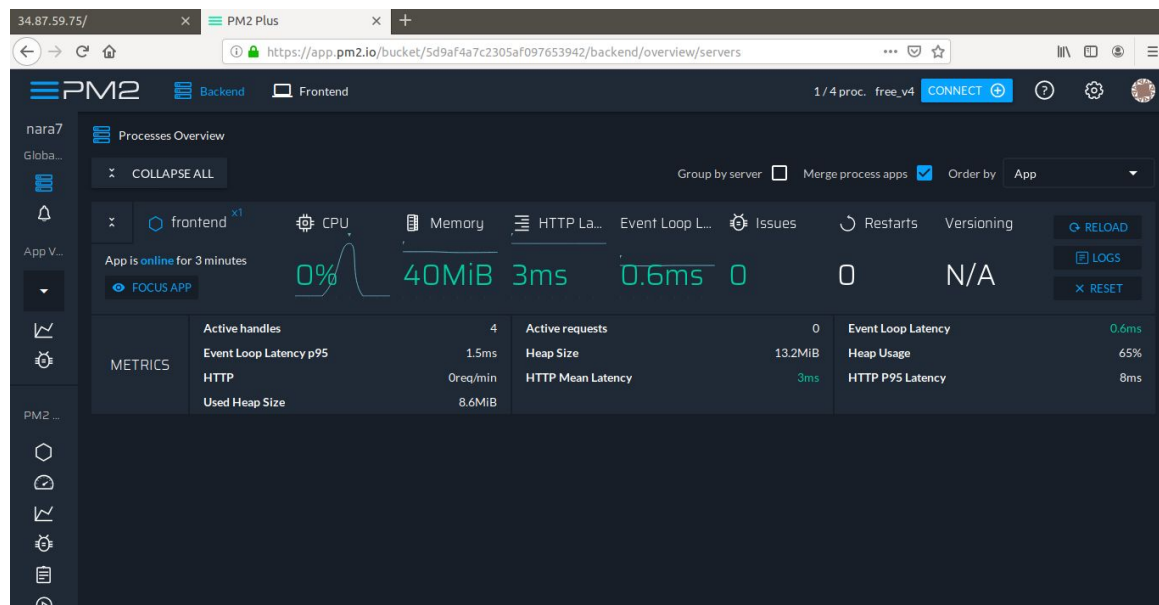 34.87.59.75/ × PM2 Plus × +
https://app.pm2.io/bucket/5d9af4a7c2305af097653942/backend/overview/servers
PM2 Backend Frontend 1/4 proc. free_v4 CONNECT
nara7
Globa...
App V...
PM2 ...
Processes Overview
COLLAPSE ALL Group by server Merge process apps Order by App
frontend x1 CPU Memory HTTP La... Event Loop L... Issues Restarts Versioning RELOAD
App is online for 3 minutes 0% 40MiB 3ms 0.6ms 0 0 N/A LOGS
FOCUS APP RESET
METRICS
Active handles 4 Active requests 0 Event Loop Latency 0.6ms
Event Loop Latency p95 1.5ms Heap Size 13.2MiB Heap Usage 65%
HTTP 0req/min HTTP Mean Latency 3ms HTTP P95 Latency 8ms
Used Heap Size 8.6MiB